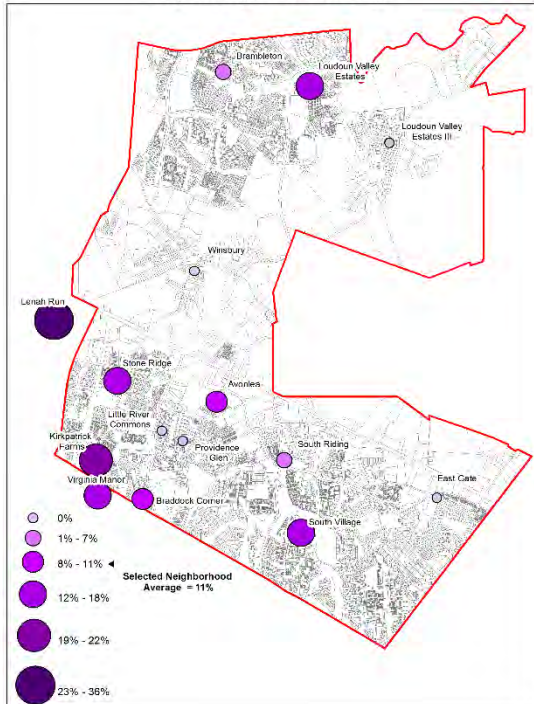 Brambleton
Loudoun Valley
Estates
Loudoun Valley
Estates III
Winsbury
Lenah Run
Stone Ridge
Avonlea
Little River
Commons
Kirkpatrick
Farms
Providence
Glen
South Riding
Virginia Manor
Braddock Corner
East Gate
South Village
0%
1% - 7%
8% - 11%
Selected Neighborhood
Average = 11%
12% - 18%
19% - 22%
23% - 36%